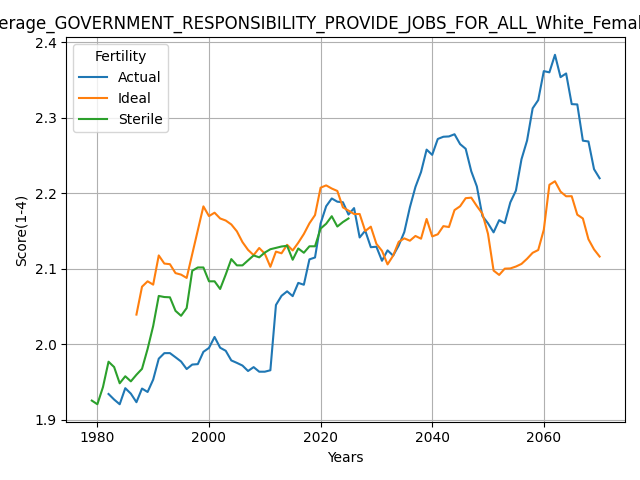 erage_GOVERNMENT_RESPONSIBILITY_PROVIDE_JOBS_FOR_ALL_White_Fema
Fertility
Actual
Ideal
Sterile
Score(1-4)
2.4
2.3
2.2
2.1
2.0
1.9
1980 2000 2020 2040 2060
Years